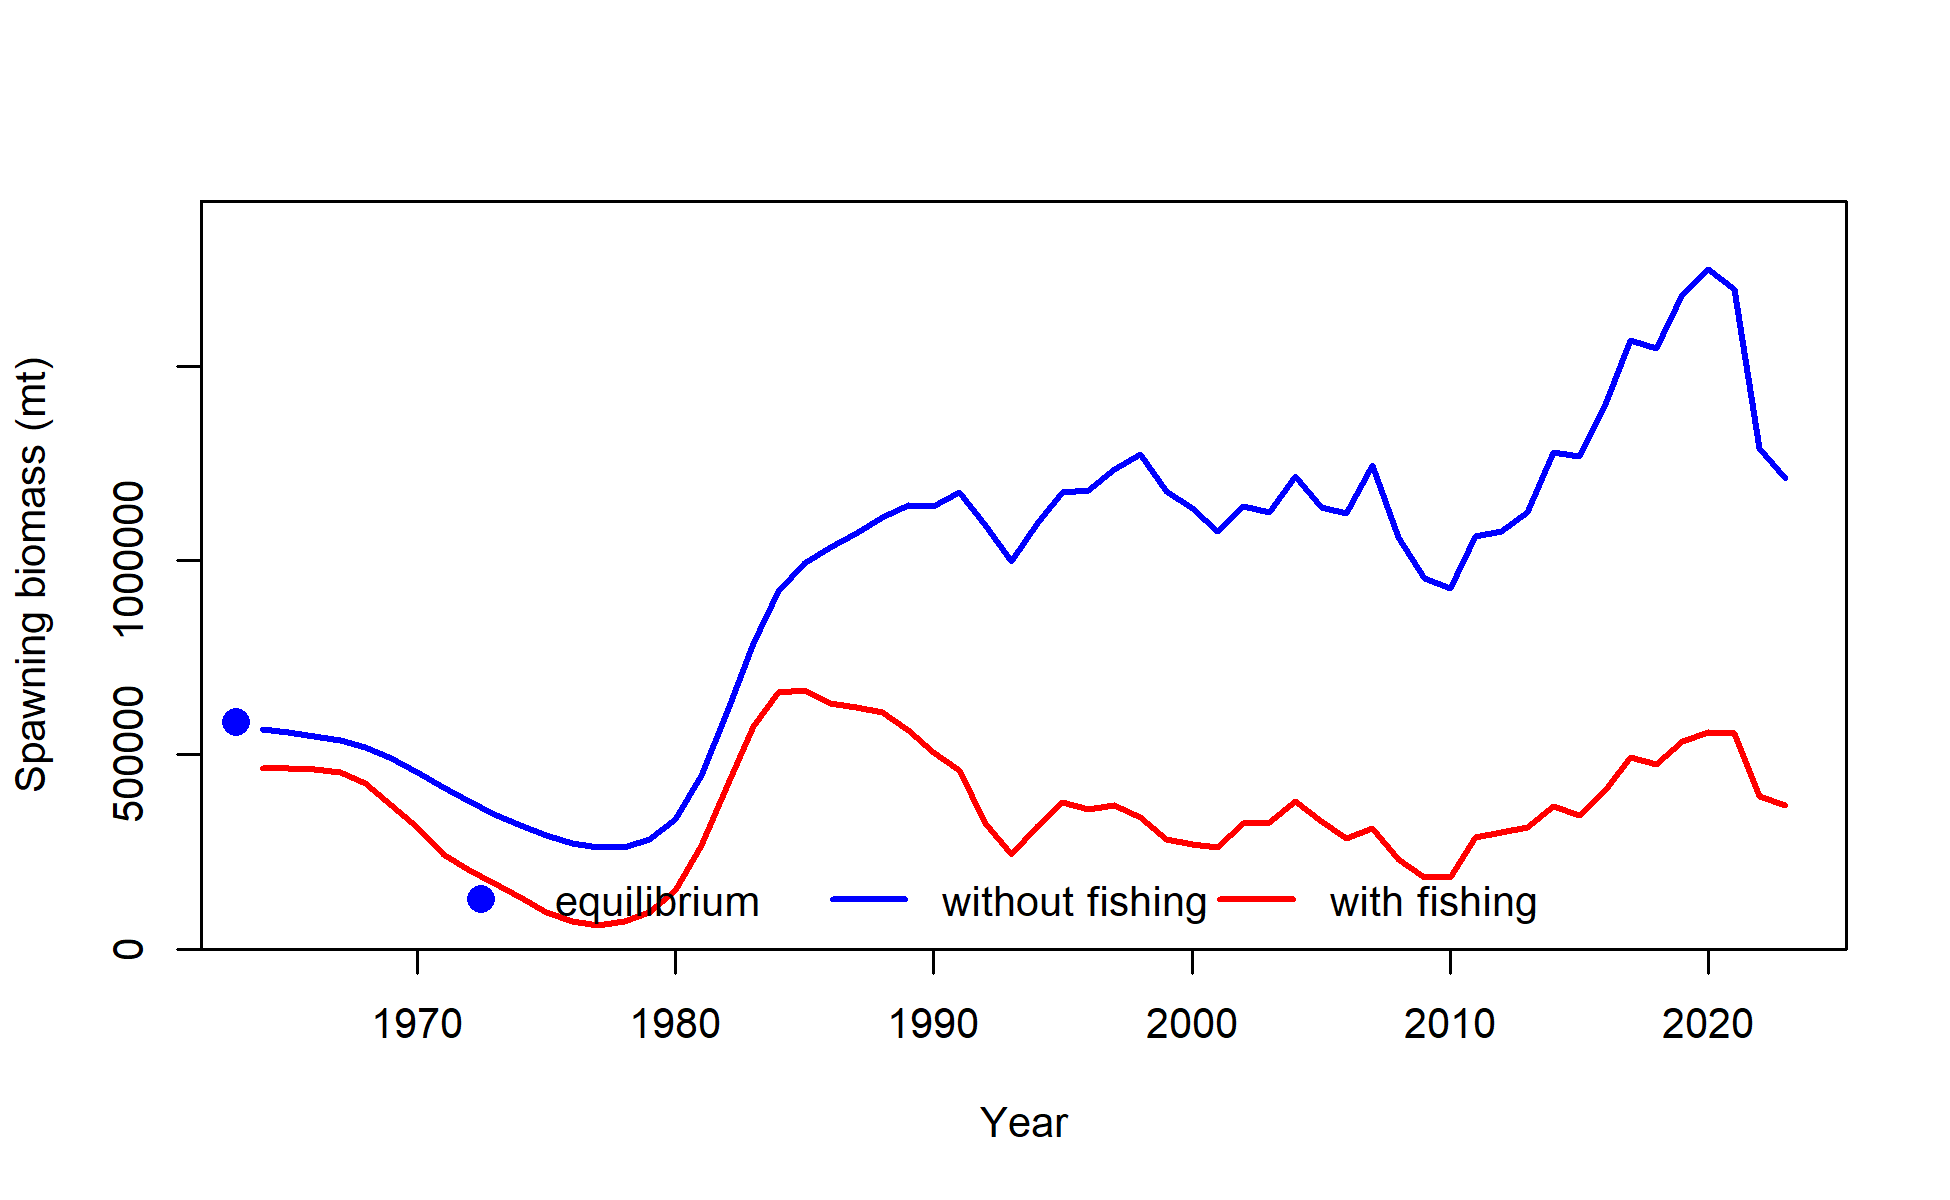 Spawning biomass (mt)
1000000
500000
0
equilibrium without fishing with fishing
1970 1980 1990 2000 2010 2020
Year